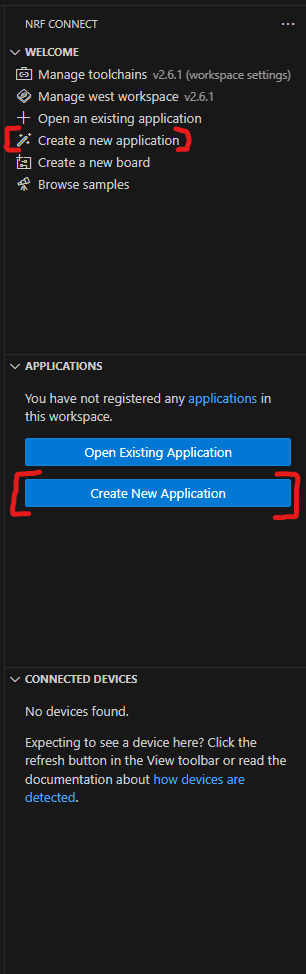 NRF CONNECT
WELCOME
Manage toolchains v2.6.1 (workspace settings)
Manage west workspace v2.6.1
Open an existing application
Create a new application
Create a new board
Browse samples
APPLICATIONS
You have not registered any applications in
this workspace.
Open Existing Application
Create New Application
CONNECTED DEVICES
No devices found.
Expecting to see a device here? Click the
refresh button in the View toolbar or read the
documentation about how devices are
detected.